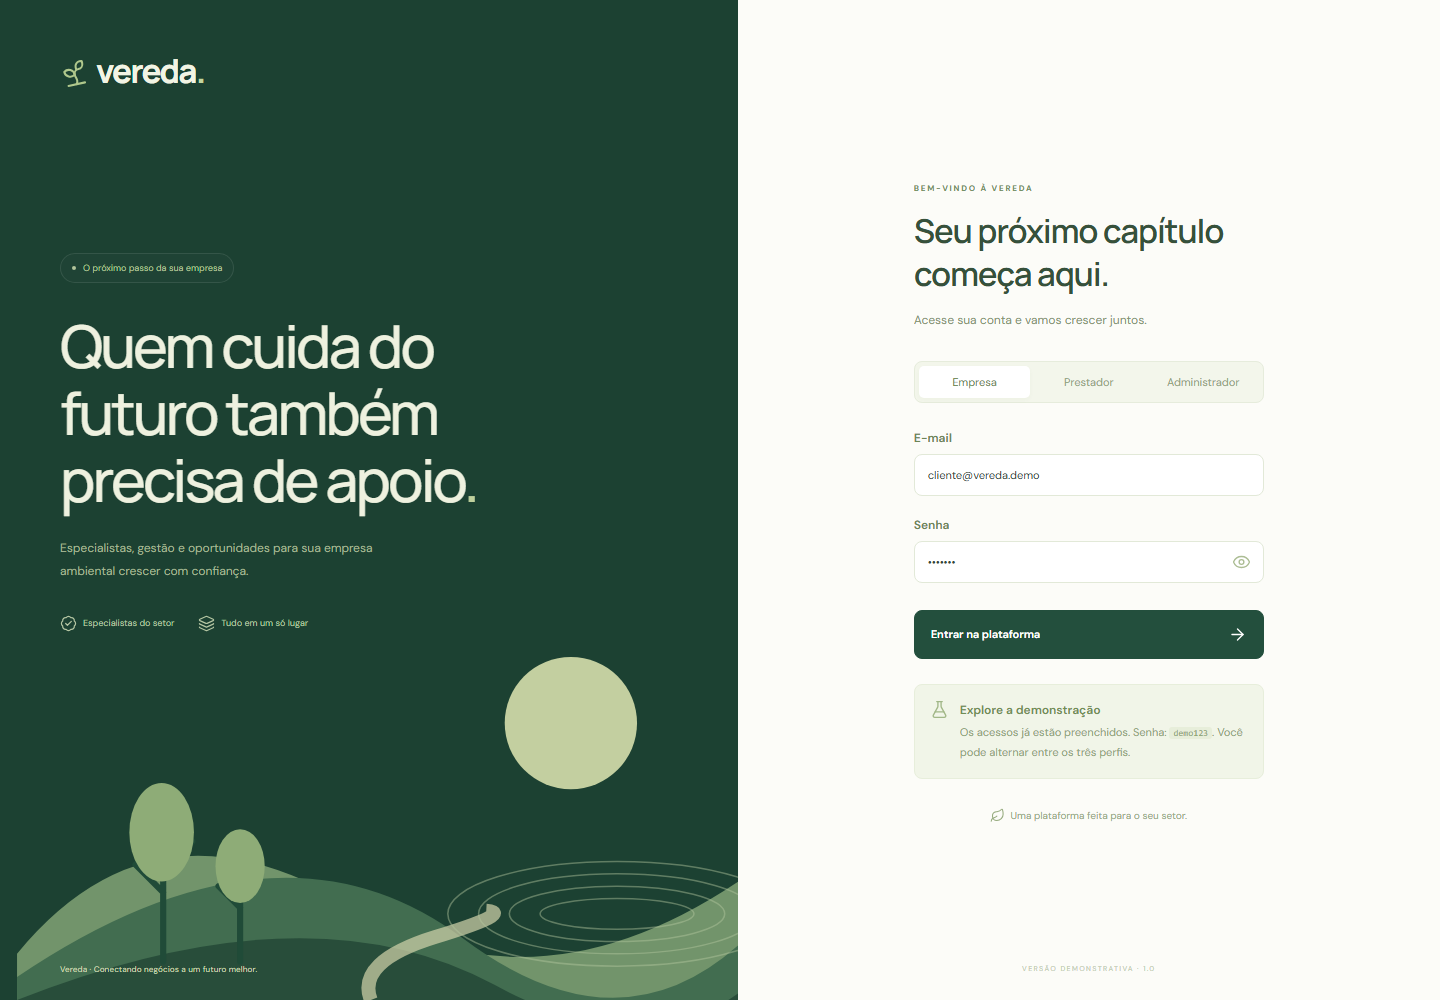 vereda.
O próximo passo da sua empresa
Quem cuida do
futuro também
precisa de apoio.
Especialistas, gestão e oportunidades para sua empresa
ambiental crescer com confiança.
Especialistas do setor
Tudo em um só lugar
Vereda · Conectando negócios a um futuro melhor.
BEM-VINDO À VEREDA
Seu próximo capítulo
começa aqui.
Acesse sua conta e vamos crescer juntos.
Empresa
Prestador
Administrador
E-mail
cliente@vereda.demo
Senha
•••••••
Entrar na plataforma
Explore a demonstração
Os acessos já estão preenchidos. Senha: demo123. Você
pode alternar entre os três perfis.
Uma plataforma feita para o seu setor.
VERSÃO DEMONSTRATIVA · 1.0